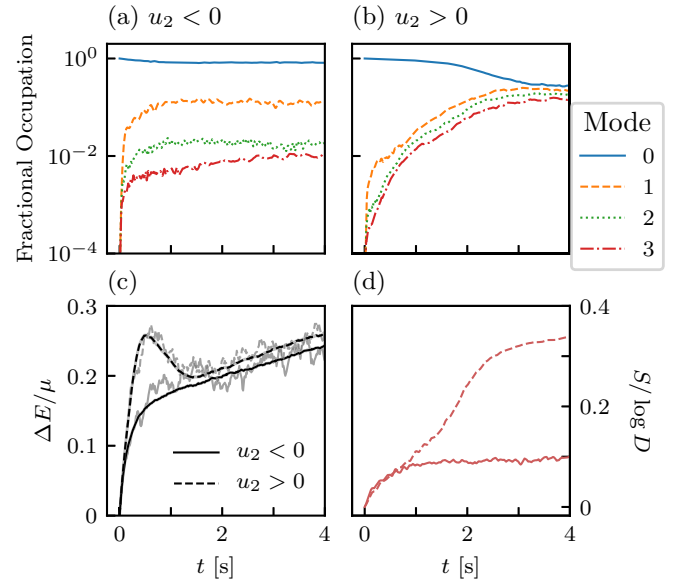 (a) u₂ < 0
(b) u₂ > 0
Fractional Occupation
10⁰
10⁻²
10⁻⁴
Mode
0
1
2
3
(c)
(d)
ΔE/μ
0.3
0.2
0.1
0
u₂ < 0
u₂ > 0
0 2 4
t [s]
0.4
0.2
0
S/ log D
0 2 4
t [s]